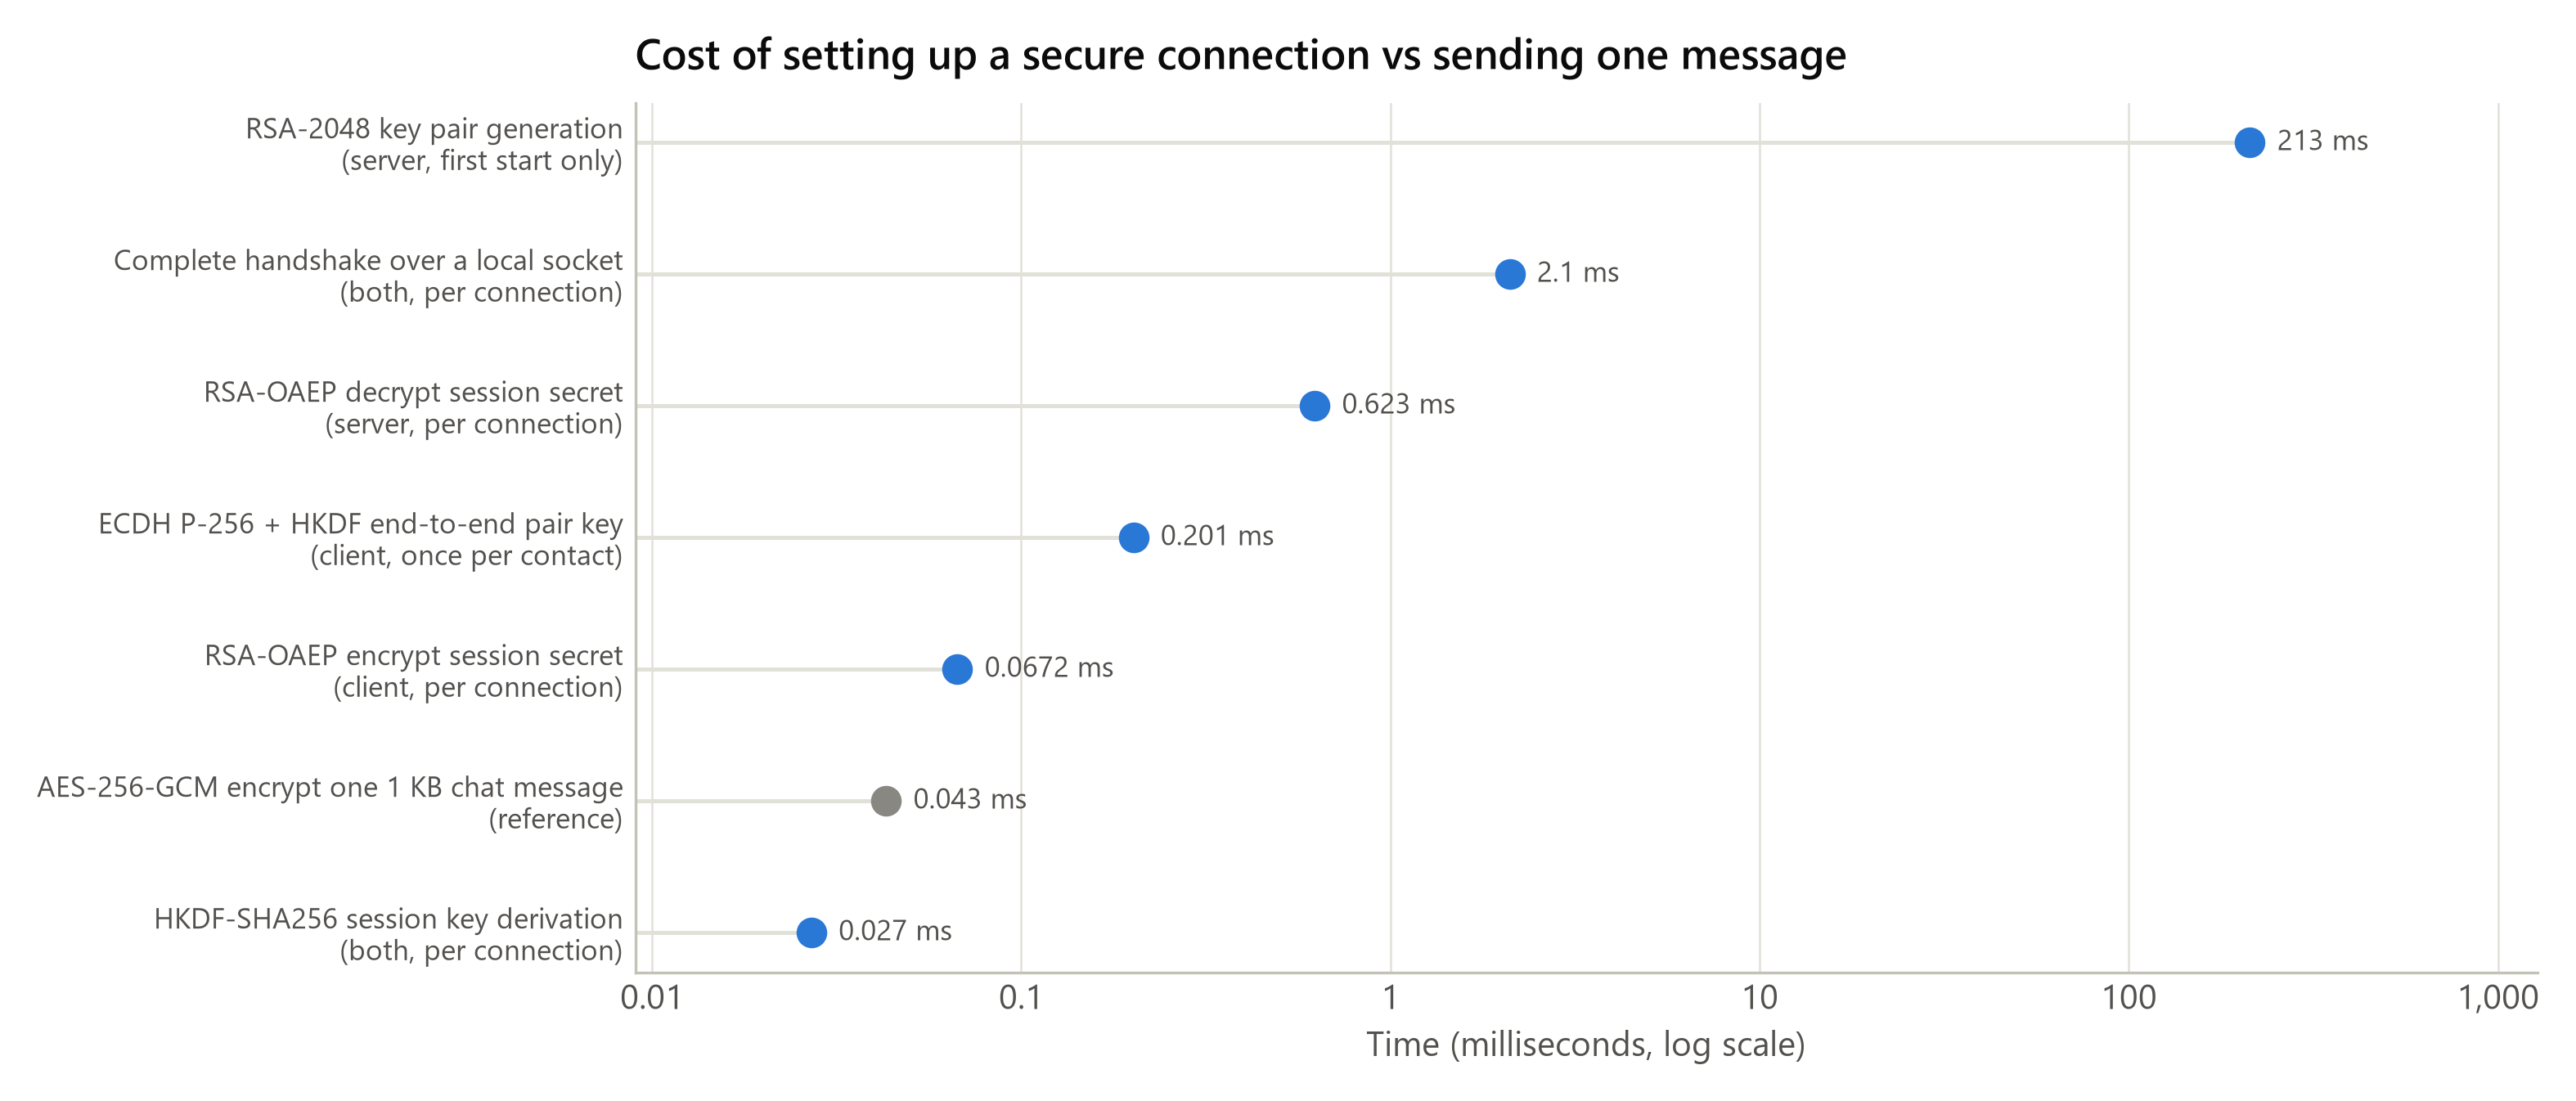 Cost of setting up a secure connection vs sending one message
RSA-2048 key pair generation
(server, first start only)
213 ms
Complete handshake over a local socket
(both, per connection)
2.1 ms
RSA-OAEP decrypt session secret
(server, per connection)
0.623 ms
ECDH P-256 + HKDF end-to-end pair key
(client, once per contact)
0.201 ms
RSA-OAEP encrypt session secret
(client, per connection)
0.0672 ms
AES-256-GCM encrypt one 1 KB chat message
(reference)
0.043 ms
HKDF-SHA256 session key derivation
(both, per connection)
0.027 ms
0.01 0.1 1 10 100 1,000
Time (milliseconds, log scale)